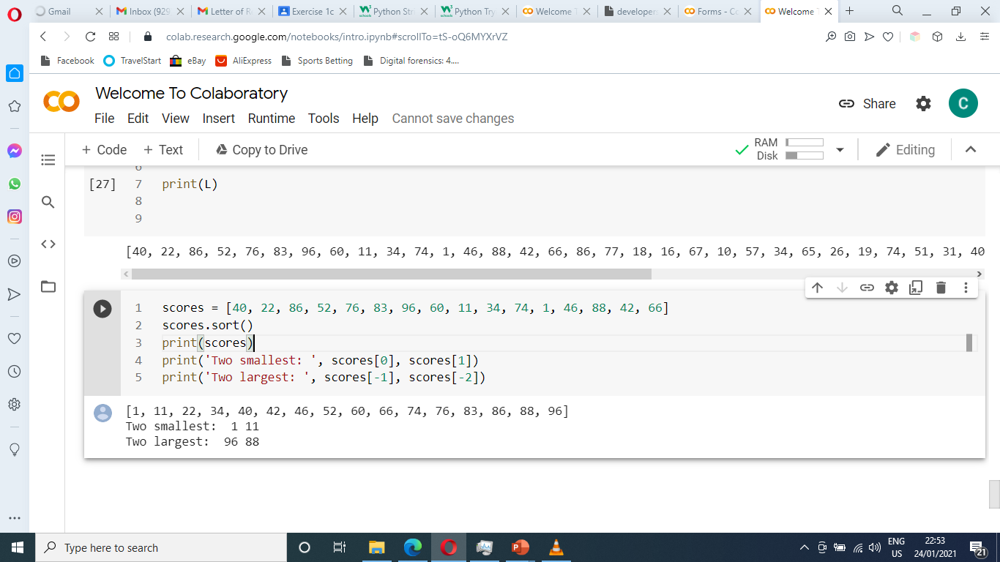 Gmail
Inbox (929
Letter of R
Exercise 1c
Python Str
Python Try
Welcome T
developer
Forms - Co
Welcome T
colab.research.google.com/notebooks/intro.ipynb#scrollTo=tS-oQ6MYXrVZ
Facebook
TravelStart
eBay
AliExpress
Sports Betting
Digital forensics: 4....
Welcome To Colaboratory
File Edit View Insert Runtime Tools Help Cannot save changes
Share
C
+ Code + Text Copy to Drive
RAM
Disk
Editing
6
[27] 7 print(L)
8
9
[40, 22, 86, 52, 76, 83, 96, 60, 11, 34, 74, 1, 46, 88, 42, 66, 86, 77, 18, 16, 67, 10, 57, 34, 65, 26, 19, 74, 51, 31, 40
1 scores = [40, 22, 86, 52, 76, 83, 96, 60, 11, 34, 74, 1, 46, 88, 42, 66]
2 scores.sort()
3 print(scores)
4 print('Two smallest: ', scores[0], scores[1])
5 print('Two largest: ', scores[-1], scores[-2])
[1, 11, 22, 34, 40, 42, 46, 52, 60, 66, 74, 76, 83, 86, 88, 96]
Two smallest:  1 11
Two largest:  96 88
Type here to search
ENG
US
22:53
24/01/2021
21